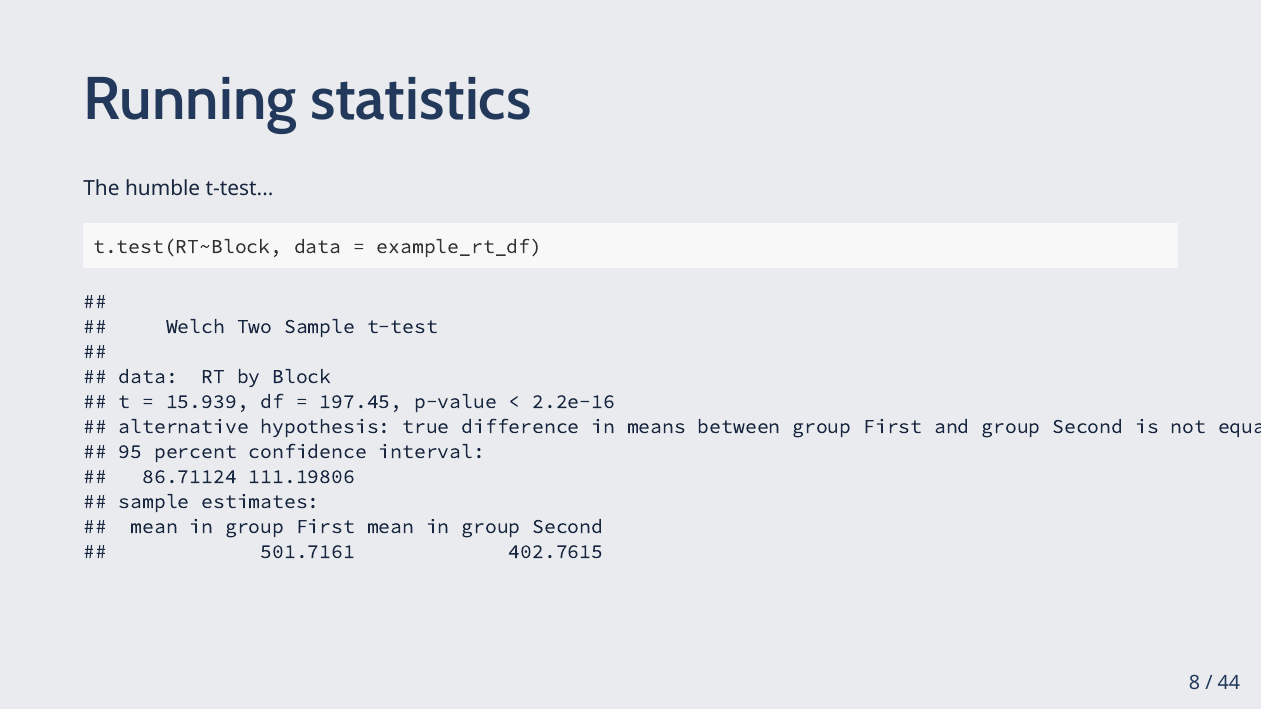 Running statistics
The humble t-test...
t.test(RT~Block, data = example_rt_df)
##
##     Welch Two Sample t-test
##
## data:  RT by Block
## t = 15.939, df = 197.45, p-value < 2.2e-16
## alternative hypothesis: true difference in means between group First and group Second is not equa
## 95 percent confidence interval:
##   86.71124 111.19806
## sample estimates:
##  mean in group First mean in group Second
##             501.7161             402.7615
8 / 44